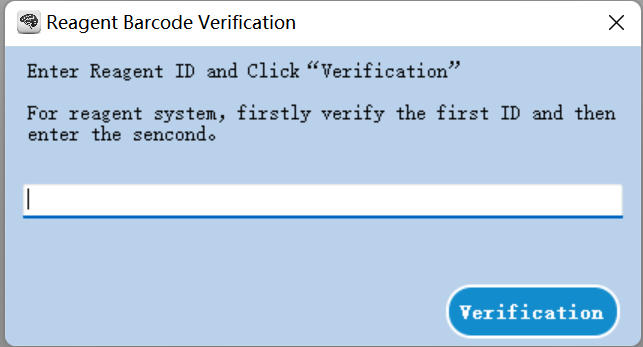 Reagent Barcode Verification
Enter Reagent ID and Click“Verification”
For reagent system, firstly verify the first ID and then
enter the sencond。
Verification